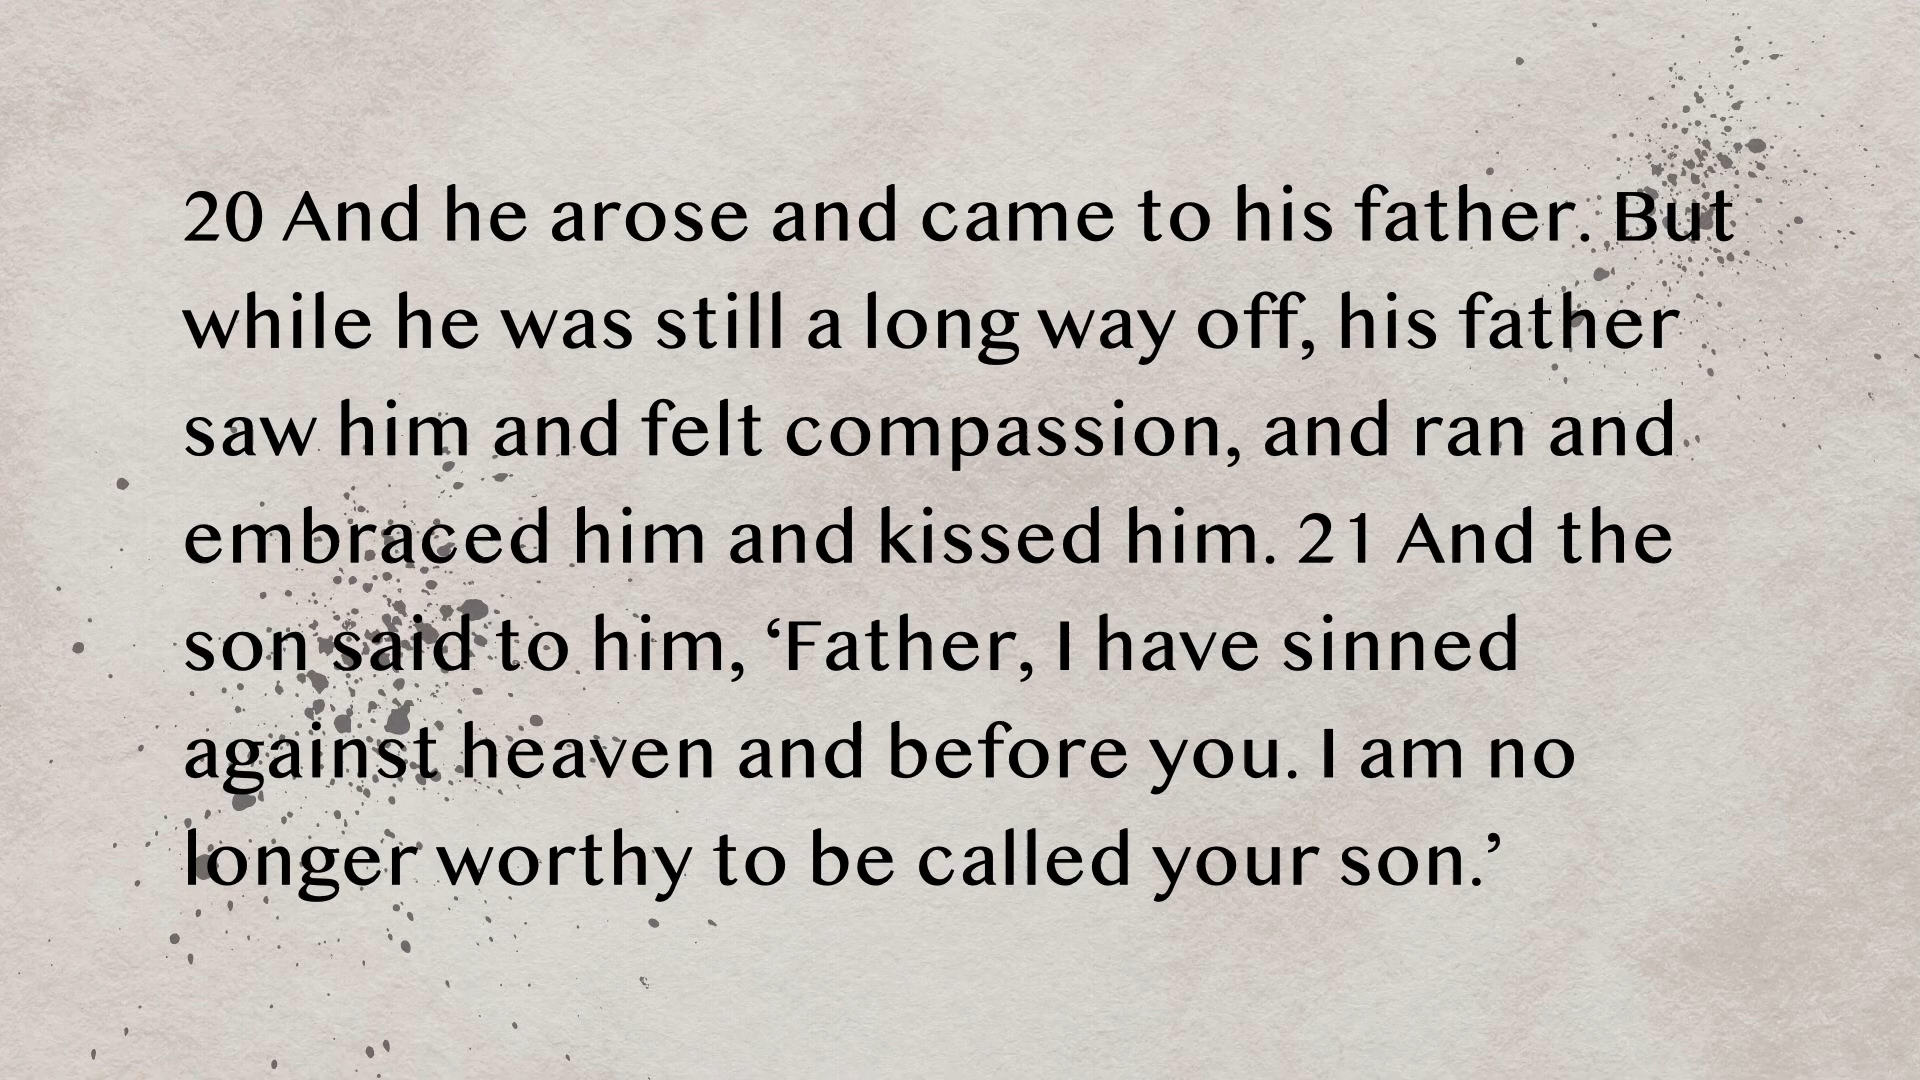 20 And he arose and came to his father. But
while he was still a long way off, his father
saw him and felt compassion, and ran and
embraced him and kissed him. 21 And the
son said to him, ‘Father, I have sinned
against heaven and before you. I am no
longer worthy to be called your son.’